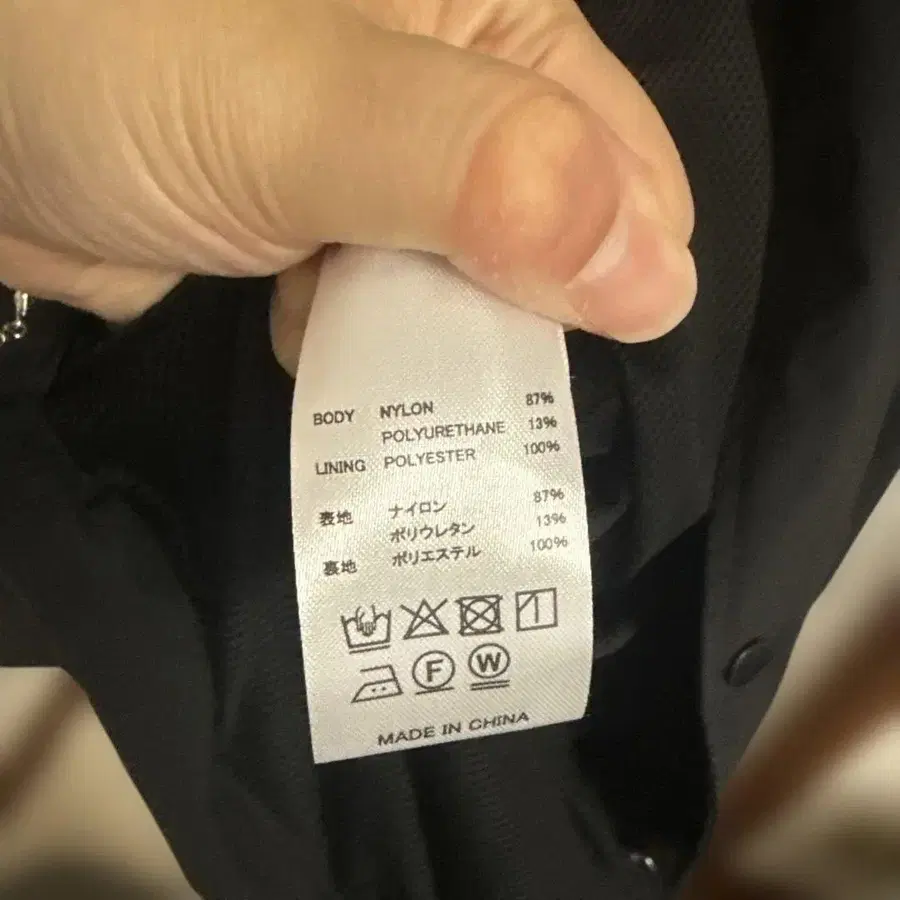 BODY NYLON 87%
POLYURETHANE 13%
LINING POLYESTER 100%
表地 ナイロン 87%
ポリウレタン 13%
裏地 ポリエステル 100%
F W
MADE IN CHINA